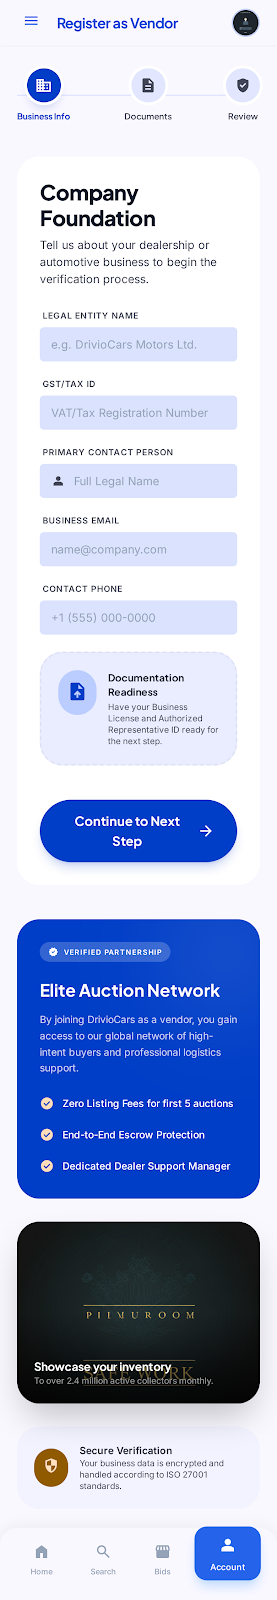 Register as Vendor
Business Info
Documents
Review
Company
Foundation
Tell us about your dealership or
automotive business to begin the
verification process.
LEGAL ENTITY NAME
e.g. DrivioCars Motors Ltd.
GST/TAX ID
VAT/Tax Registration Number
PRIMARY CONTACT PERSON
Full Legal Name
BUSINESS EMAIL
name@company.com
CONTACT PHONE
+1 (555) 000-0000
Documentation
Readiness
Have your Business
License and Authorized
Representative ID ready for
the next step.
Continue to Next
Step
VERIFIED PARTNERSHIP
Elite Auction Network
By joining DrivioCars as a vendor, you gain
access to our global network of high-
intent buyers and professional logistics
support.
Zero Listing Fees for first 5 auctions
End-to-End Escrow Protection
Dedicated Dealer Support Manager
PIIMUROOM
Showcase your inventory
SAFE WORK
To over 2.4 million active collectors monthly.
Secure Verification
Your business data is encrypted and
handled according to ISO 27001
standards.
Home
Search
Bids
Account